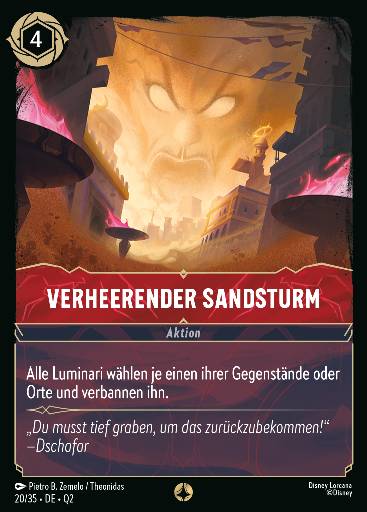 4
VERHEERENDER SANDSTURM
Aktion
Alle Luminari wählen je einen ihrer Gegenstände oder
Orte und verbannen ihn.
„Du musst tief graben, um das zurückzubekommen!“
—Dschafar
Pietro B. Zemelo / Theonidas
20/35 • DE • Q2
Disney Lorcana
©Disney